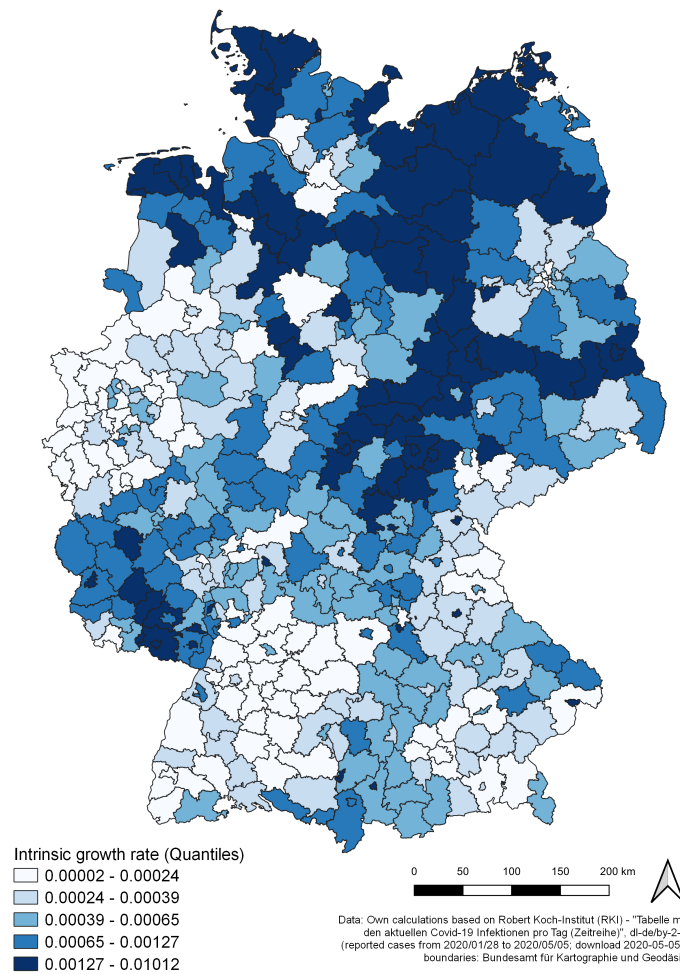 Intrinsic growth rate (Quantiles)
0.00002 - 0.00024
0.00024 - 0.00039
0.00039 - 0.00065
0.00065 - 0.00127
0.00127 - 0.01012
0 50 100 150 200 km
Data: Own calculations based on Robert Koch-Institut (RKI) - "Tabelle m
den aktuellen Covid-19 Infektionen pro Tag (Zeitreihe)", dl-de/by-2-
(reported cases from 2020/01/28 to 2020/05/05; download 2020-05-05
boundaries: Bundesamt für Kartographie und Geodäsi